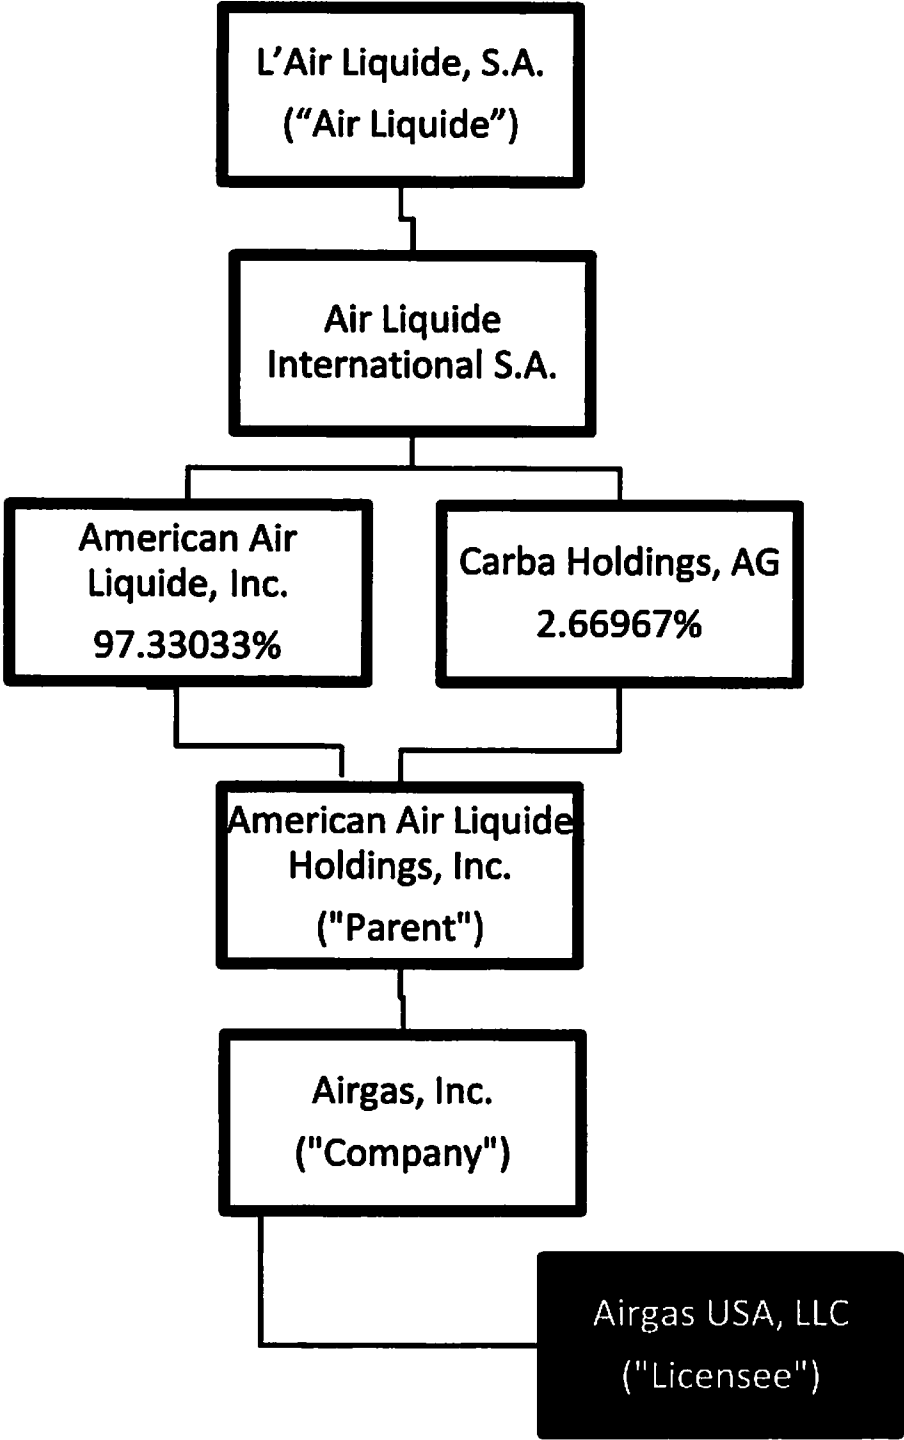 L’Air Liquide, S.A.
(“Air Liquide”)
Air Liquide
International S.A.
American Air
Liquide, Inc.
97.33033%
Carba Holdings, AG
2.66967%
American Air Liquide
Holdings, Inc.
("Parent")
Airgas, Inc.
("Company")
Airgas USA, LLC
("Licensee")